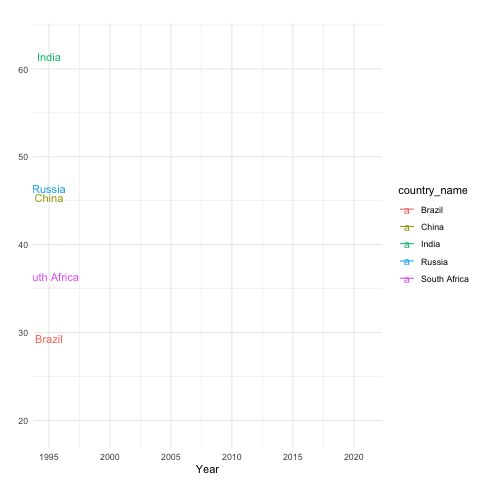 India
60
50
Russia
China
40
uth Africa
30
Brazil
20
1995 2000 2005 2010 2015 2020
Year
country_name
a Brazil
a China
a India
a Russia
a South Africa